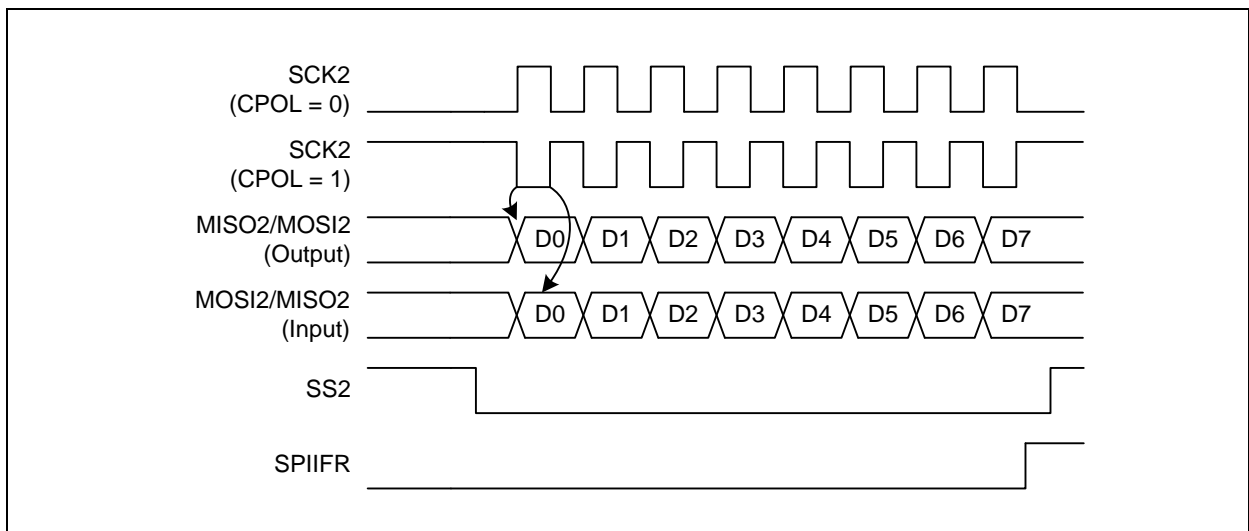 SCK2
(CPOL = 0)
SCK2
(CPOL = 1)
MISO2/MOSI2
(Output)
D0 D1 D2 D3 D4 D5 D6 D7
MOSI2/MISO2
(Input)
D0 D1 D2 D3 D4 D5 D6 D7
SS2
SPIIFR